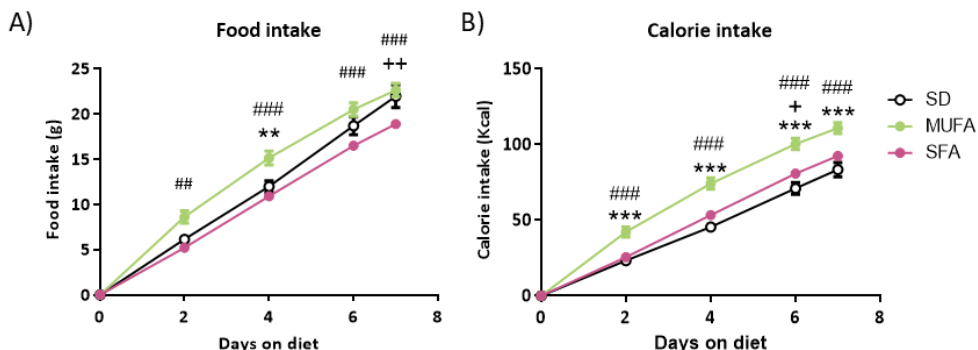 A)
Food intake
Food intake (g)
25
20
15
10
5
0
##
###
**
###
###
++
0 2 4 6 8
Days on diet
B)
Calorie intake
Calorie intake (Kcal)
150
100
50
0
###
***
###
***
###
+
***
###
***
0 2 4 6 8
Days on diet
SD
MUFA
SFA